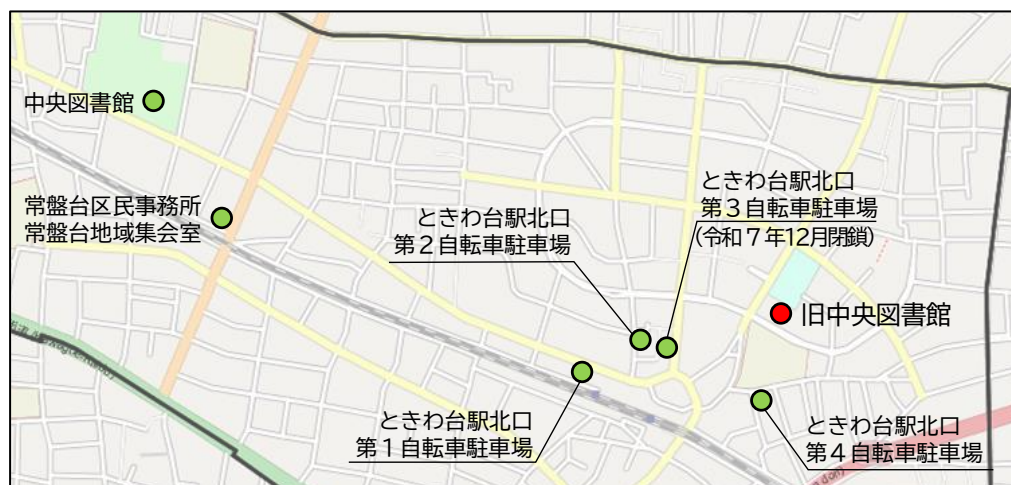 中央図書館
常盤台区民事務所
常盤台地域集会室
ときわ台駅北口
第2自転車駐車場
ときわ台駅北口
第3自転車駐車場
(令和7年12月閉鎖)
旧中央図書館
ときわ台駅北口
第1自転車駐車場
ときわ台駅北口
第4自転車駐車場